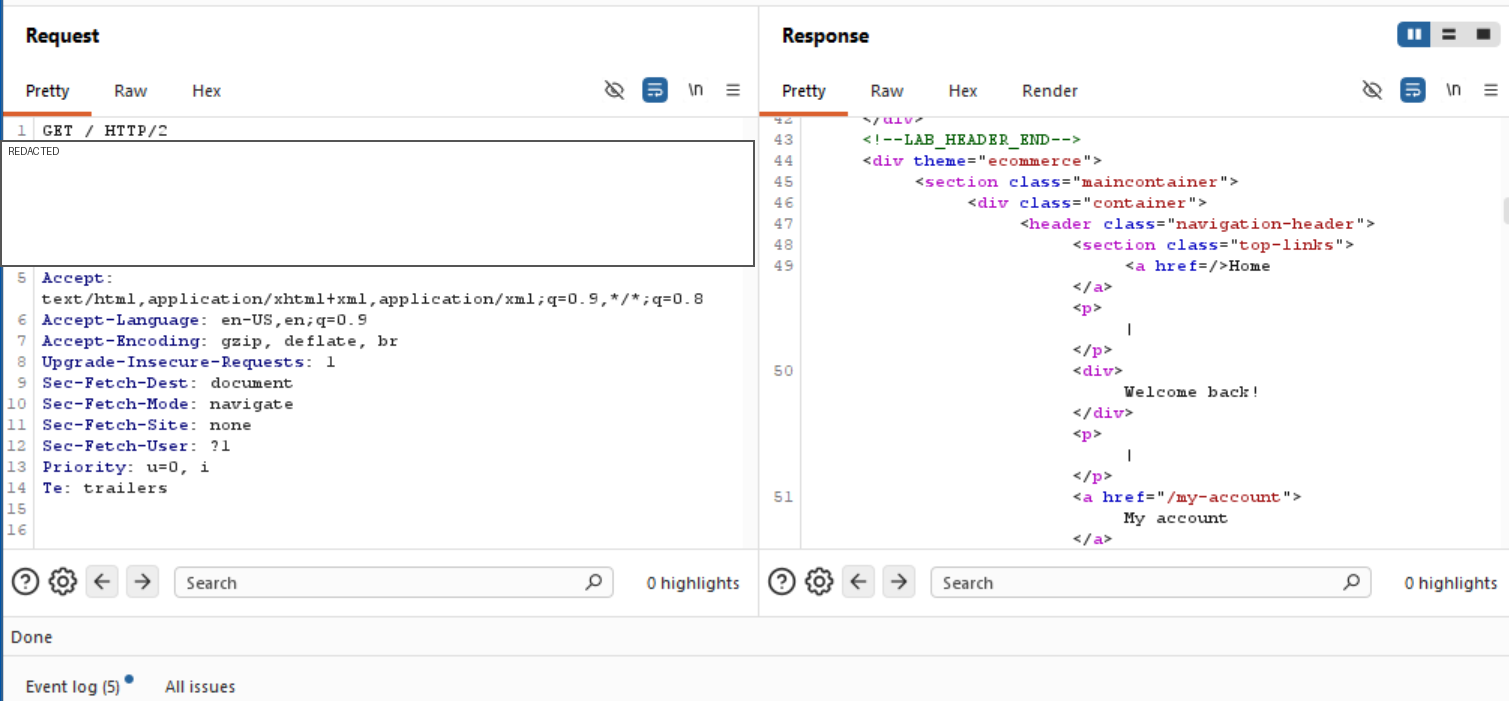 Request
Pretty Raw Hex \n
1 GET / HTTP/2
REDACTED
5 Accept:
text/html,application/xhtml+xml,application/xml;q=0.9,*/*;q=0.8
6 Accept-Language: en-US,en;q=0.9
7 Accept-Encoding: gzip, deflate, br
8 Upgrade-Insecure-Requests: 1
9 Sec-Fetch-Dest: document
10 Sec-Fetch-Mode: navigate
11 Sec-Fetch-Site: none
12 Sec-Fetch-User: ?1
13 Priority: u=0, i
14 Te: trailers
15
16
Search 0 highlights
Response
Pretty Raw Hex Render \n
42 </div>
43 <!--LAB_HEADER_END-->
44 <div theme="ecommerce">
45 <section class="maincontainer">
46 <div class="container">
47 <header class="navigation-header">
48 <section class="top-links">
49 <a href=/>Home
</a>
<p>
|
</p>
50 <div>
Welcome back!
</div>
<p>
|
</p>
51 <a href="/my-account">
My account
</a>
Search 0 highlights
Done
Event log (5) All issues